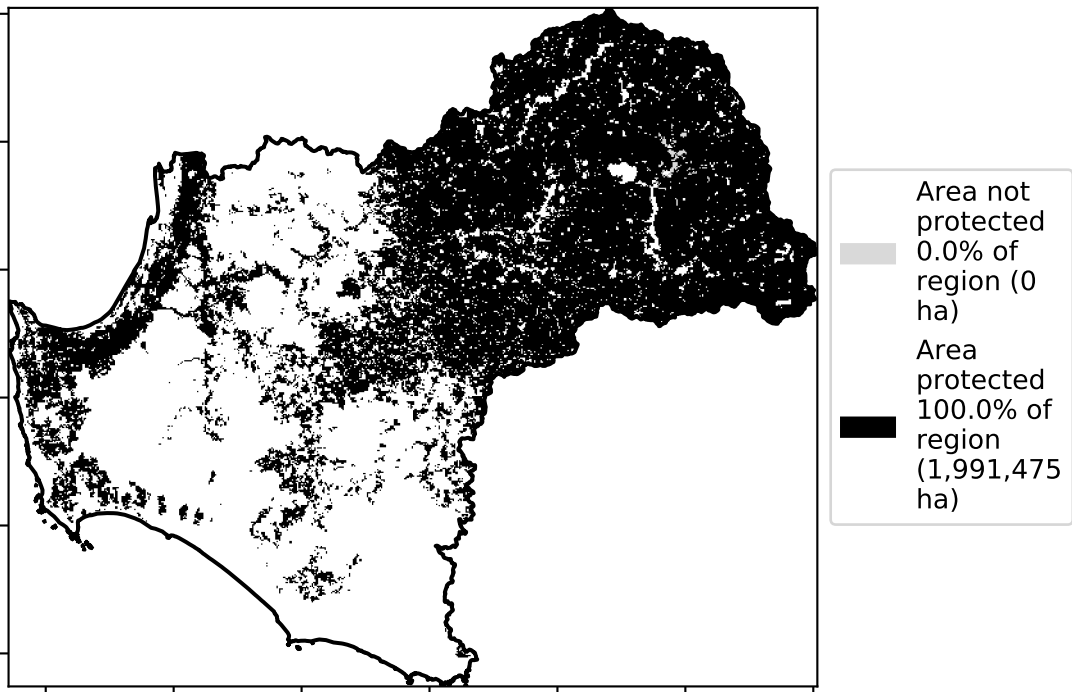 Area not
protected
0.0% of
region (0
ha)
Area
protected
100.0% of
region
(1,991,475
ha)